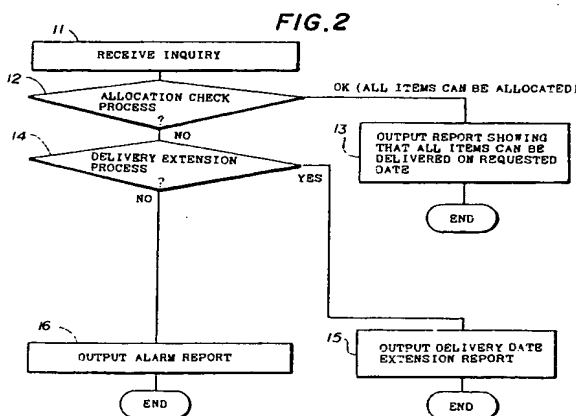 FIG.2
11
RECEIVE INQUIRY
12
ALLOCATION CHECK
PROCESS
?
OK (ALL ITEMS CAN BE ALLOCATED)
NO
13
OUTPUT REPORT SHOWING
THAT ALL ITEMS CAN BE
DELIVERED ON REQUESTED
DATE
END
14
DELIVERY EXTENSION
PROCESS
?
YES
NO
16
OUTPUT ALARM REPORT
END
15
OUTPUT DELIVERY DATE
EXTENSION REPORT
END